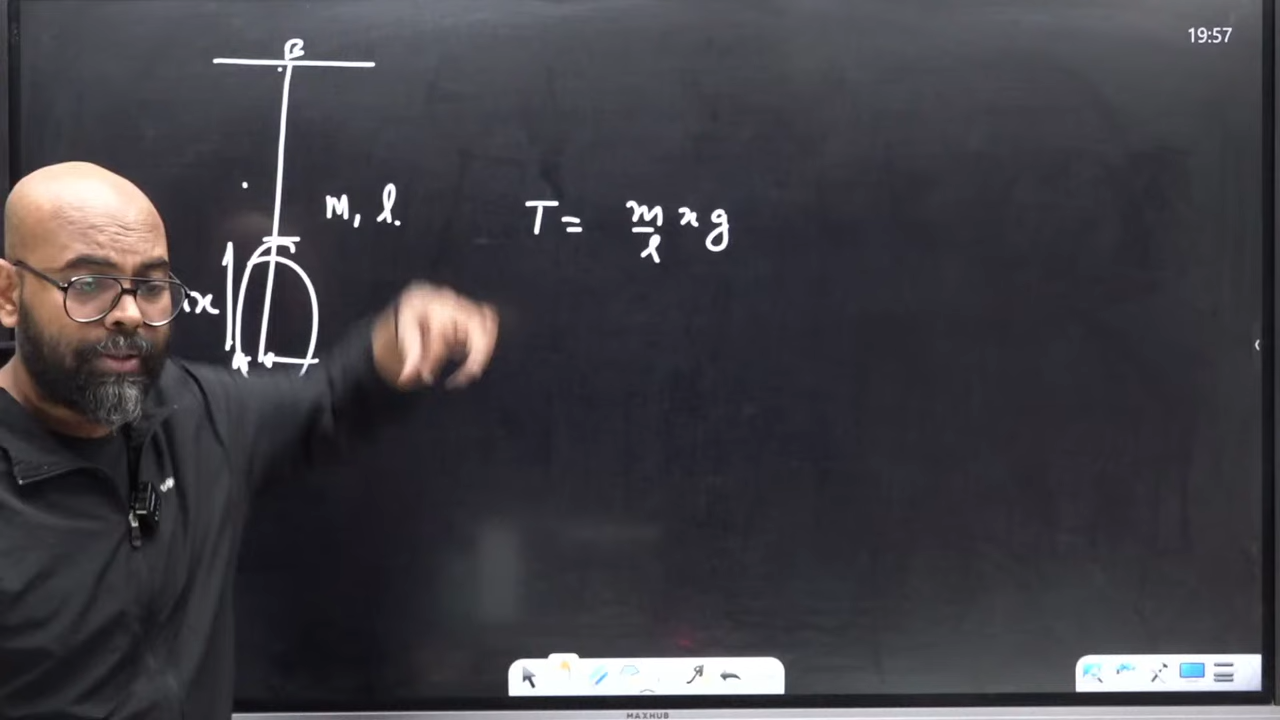 19:57
B
M, l.
T = m/l x g
x
MAXHUB